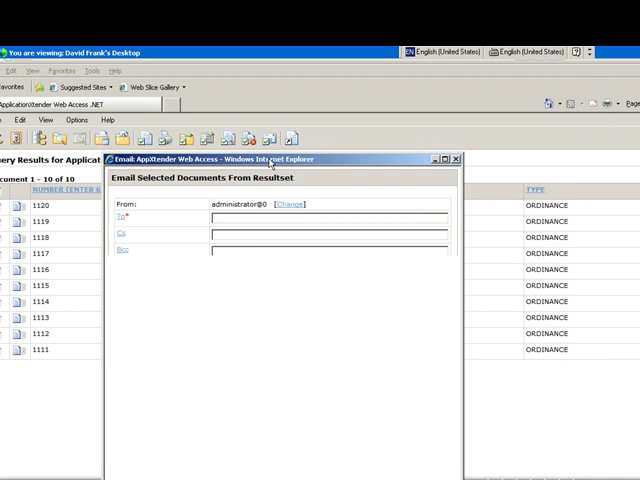 You are viewing: David Frank's Desktop
EN English (United States) English (United States) ?
dit View Favorites Tools Help
avorites Suggested Sites Web Slice Gallery
ApplicationXtender Web Access .NET
Page
Edit View Options Help
uery Results for Applicat
Email: AppXtender Web Access - Windows Internet Explorer
ocument 1 - 10 of 10
Email Selected Documents From Resultset
NUMBER (ENTER 6 TYPE
From: administrator@0 [Change]
1120 ORDINANCE
To*
1119 ORDINANCE
Cc
1118 ORDINANCE
Bcc
1117 ORDINANCE
1116 ORDINANCE
1115 ORDINANCE
1114 ORDINANCE
1113 ORDINANCE
1112 ORDINANCE
1111 ORDINANCE